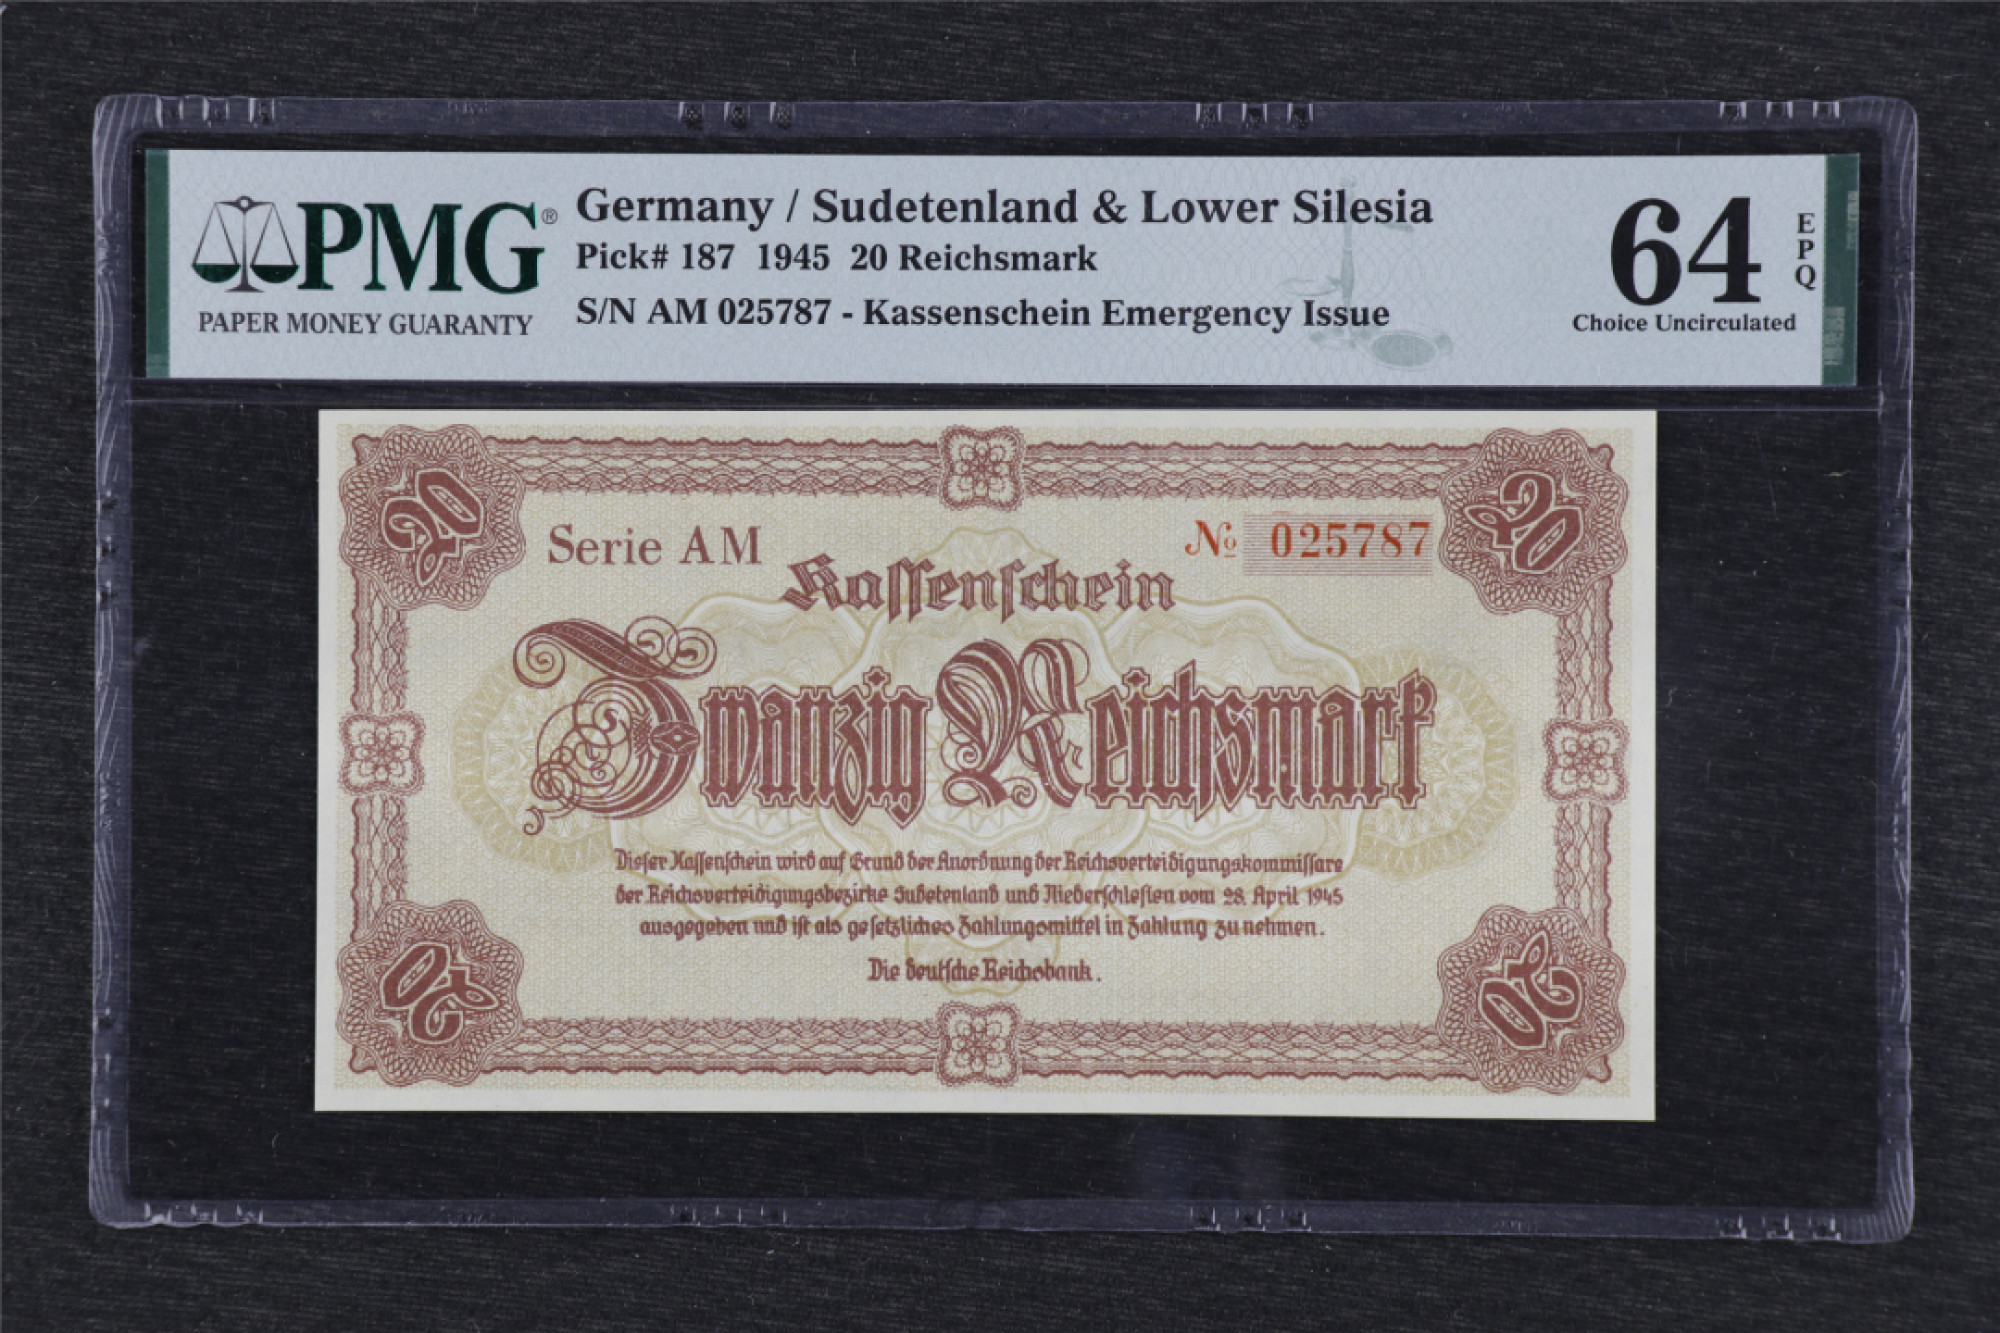 PMG®
PAPER MONEY GUARANTY
Germany / Sudetenland & Lower Silesia
Pick# 187 1945 20 Reichsmark
S/N AM 025787 - Kassenschein Emergency Issue
64
EPQ
Choice Uncirculated
20
20
Serie AM
No 025787
Kassenschein
Zwanzig Reichsmark
Dieser Kassenschein wird auf Grund der Anordnung der Reichsverteidigungskommissare
der Reichsverteidigungsbezirke Sudetenland und Niederschlesien vom 28. April 1945
ausgegeben und ist als gesetzliches Zahlungsmittel in Zahlung zu nehmen.
Die deutsche Reichsbank.
20
20